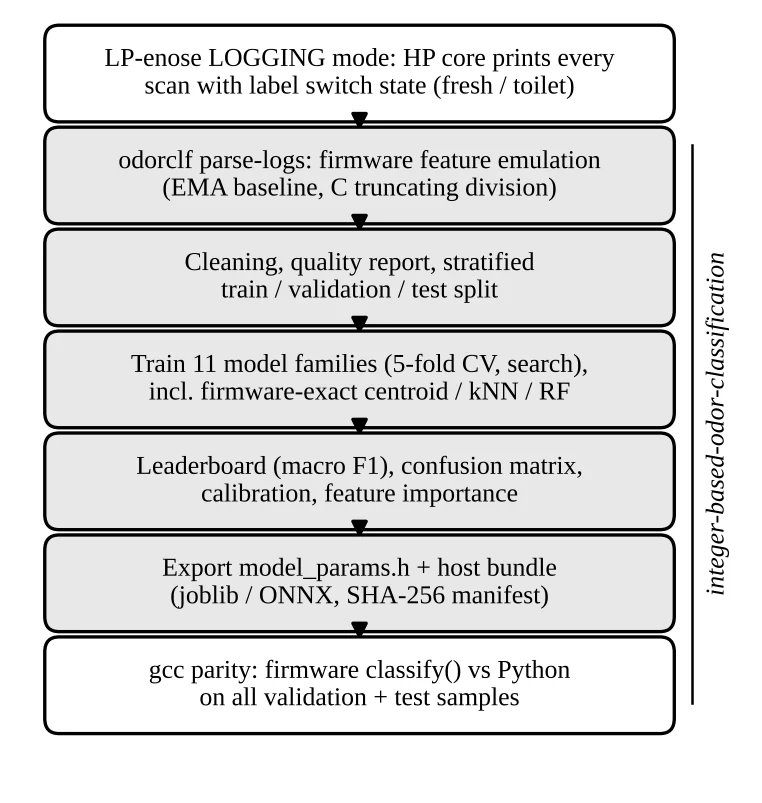 LP-enose LOGGING mode: HP core prints every
scan with label switch state (fresh / toilet)
odorclf parse-logs: firmware feature emulation
(EMA baseline, C truncating division)
Cleaning, quality report, stratified
train / validation / test split
Train 11 model families (5-fold CV, search),
incl. firmware-exact centroid / kNN / RF
Leaderboard (macro F1), confusion matrix,
calibration, feature importance
Export model_params.h + host bundle
(joblib / ONNX, SHA-256 manifest)
gcc parity: firmware classify() vs Python
on all validation + test samples
integer-based-odor-classification